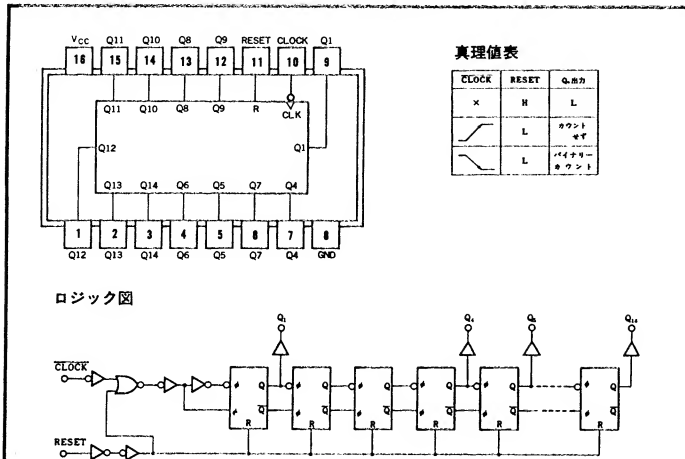 VCC Q11 Q10 Q8 Q9 RESET CLOCK Q1
16 15 14 13 12 11 10 9
Q11 Q10 Q8 Q9 R CLK
Q12 Q1
Q13 Q14 Q6 Q5 Q7 Q4
1 2 3 4 5 6 7 8
Q12 Q13 Q14 Q6 Q5 Q7 Q4 GND
真理値表
CLOCK RESET Qn出力
× H L
L カウント
せず
L バイナリー
カウント
ロジック図
Q1 Q4 Q5 Q14
CLOCK
φ Q φ Q φ Q φ Q φ Q φ Q
φ Q φ Q φ Q φ Q φ Q φ Q
R R R R R R
RESET